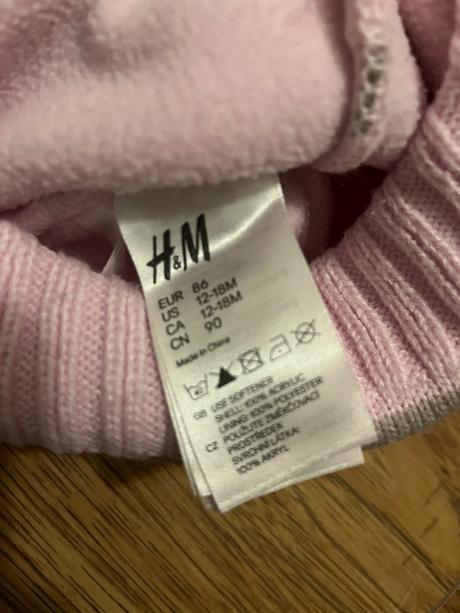 H&M
EUR 86
US 12-18M
CA 12-18M
CN 90
Made in China
GB USE SOFTENER
SHELL: 100% ACRYLIC
LINING: 100% POLYESTER
CZ POUŽIJTE ZMĚKČOVACÍ
PROSTŘEDEK
SVRCHNÍ LÁTKA:
100% AKRYL